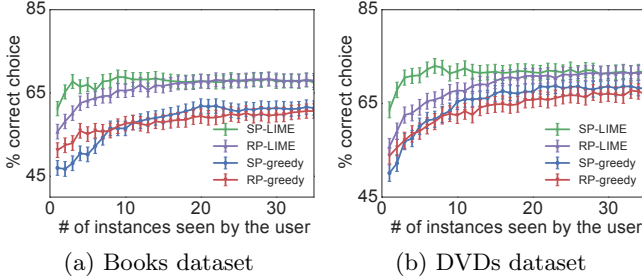 85
65
45
% correct choice
SP-LIME
RP-LIME
SP-greedy
RP-greedy
0 10 20 30
# of instances seen by the user
(a) Books dataset
85
65
45
% correct choice
SP-LIME
RP-LIME
SP-greedy
RP-greedy
0 10 20 30
# of instances seen by the user
(b) DVDs dataset